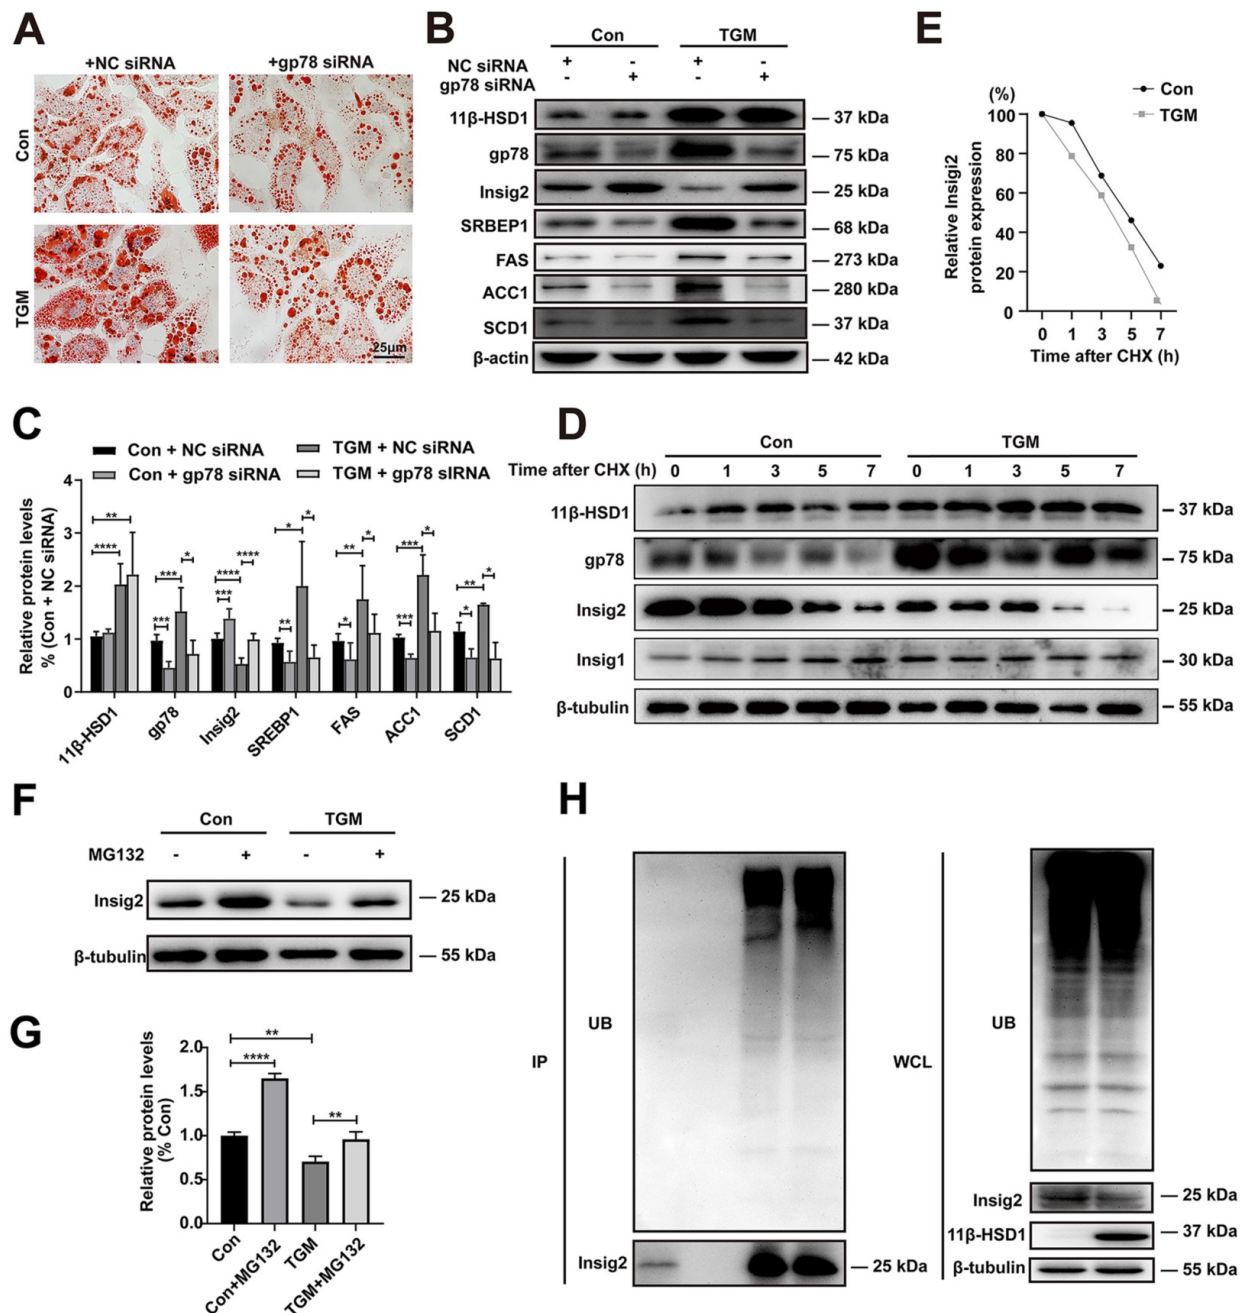 A
+NC siRNA
+gp78 siRNA
Con
TGM
25μm
B
Con
TGM
NC siRNA
+
-
+
-
gp78 siRNA
-
+
-
+
11β-HSD1
37 kDa
gp78
75 kDa
Insig2
25 kDa
SRBEP1
68 kDa
FAS
273 kDa
ACC1
280 kDa
SCD1
37 kDa
β-actin
42 kDa
E
(%)
Con
TGM
Relative Insigi2
protein expression
100
80
60
40
20
0
0 1 3 5 7
Time after CHX (h)
C
Con + NC siRNA
TGM + NC siRNA
Con + gp78 siRNA
TGM + gp78 sIRNA
Relative protein levels
% (Con + NC siRNA)
4
3
2
1
0
**
****
***
***
*
****
***
****
*
**
*
**
*
*
***
***
*
**
*
*
11β-HSD1
gp78
Insig2
SREBP1
FAS
ACC1
SCD1
D
Con
TGM
Time after CHX (h) 0 1 3 5 7 0 1 3 5 7
11β-HSD1
37 kDa
gp78
75 kDa
Insig2
25 kDa
Insig1
30 kDa
β-tubulin
55 kDa
F
Con
TGM
MG132 - + - +
Insig2
25 kDa
β-tubulin
55 kDa
G
Relative protein levels
(% Con)
2.0
1.5
1.0
0.5
0.0
**
****
**
Con
Con+MG132
TGM
TGM+MG132
H
IP
UB
Insig2
25 kDa
WCL
UB
Insig2
25 kDa
11β-HSD1
37 kDa
β-tubulin
55 kDa